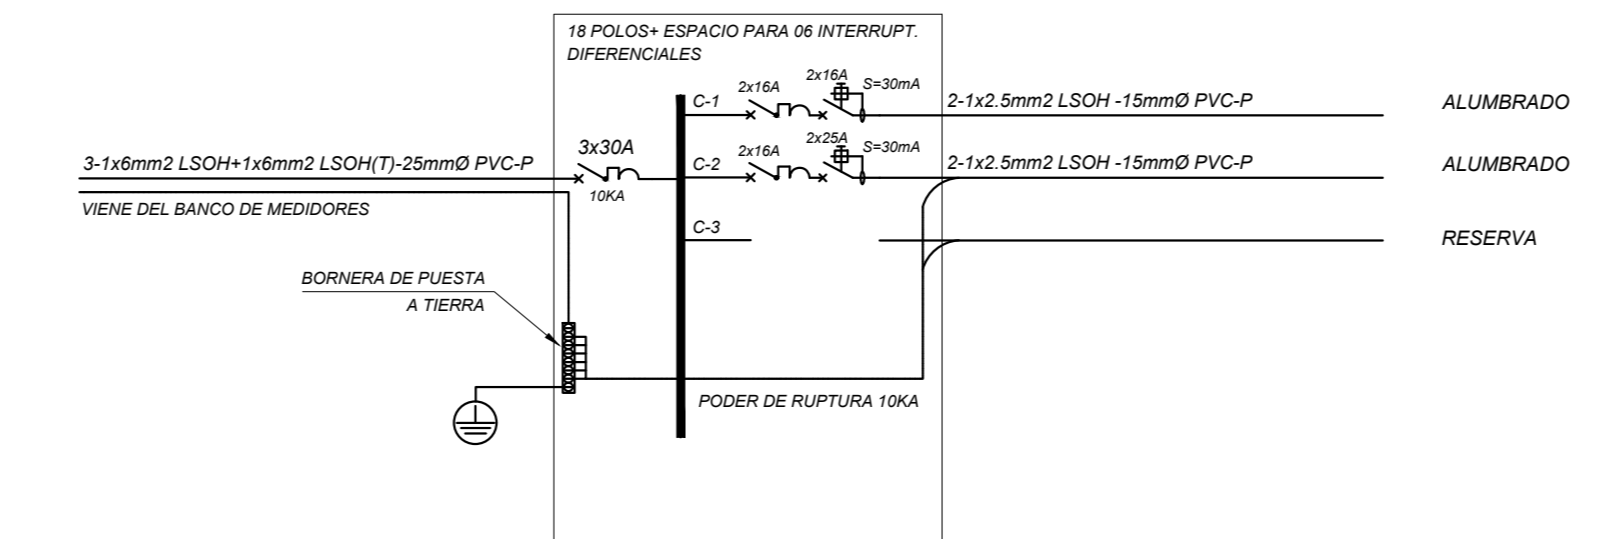 18 POLOS+ ESPACIO PARA 06 INTERRUPT.
DIFERENCIALES
C-1
2x16A
2x16A
S=30mA
2-1x2.5mm2 LSOH -15mmØ PVC-P
ALUMBRADO
3-1x6mm2 LSOH+1x6mm2 LSOH(T)-25mmØ PVC-P
3x30A
10KA
C-2
2x16A
2x25A
S=30mA
2-1x2.5mm2 LSOH -15mmØ PVC-P
ALUMBRADO
VIENE DEL BANCO DE MEDIDORES
C-3
RESERVA
BORNERA DE PUESTA
A TIERRA
PODER DE RUPTURA 10KA